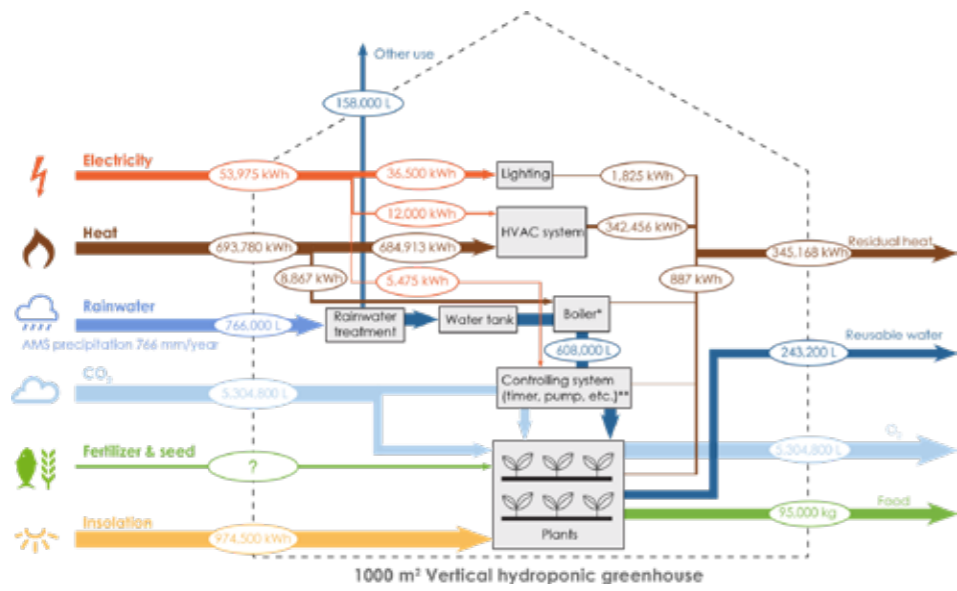 Other use
158,000 L
Electricity
53,975 kWh
36,500 kWh
Lighting
1,825 kWh
12,000 kWh
HVAC system
342,456 kWh
Heat
693,780 kWh
684,913 kWh
Residual heat
345,168 kWh
8,867 kWh
5,475 kWh
887 kWh
Rainwater
766,000 L
Rainwater
treatment
Water tank
Boiler*
Reusable water
AMS precipitation 766 mm/year
608,000 L
243,200 L
CO₂
5,304,800 L
Controlling system
(timer, pump, etc.)**
O₂
5,304,800 L
Fertilizer & seed
?
Food
95,000 kg
Insolation
974,500 kWh
Plants
1000 m² Vertical hydroponic greenhouse